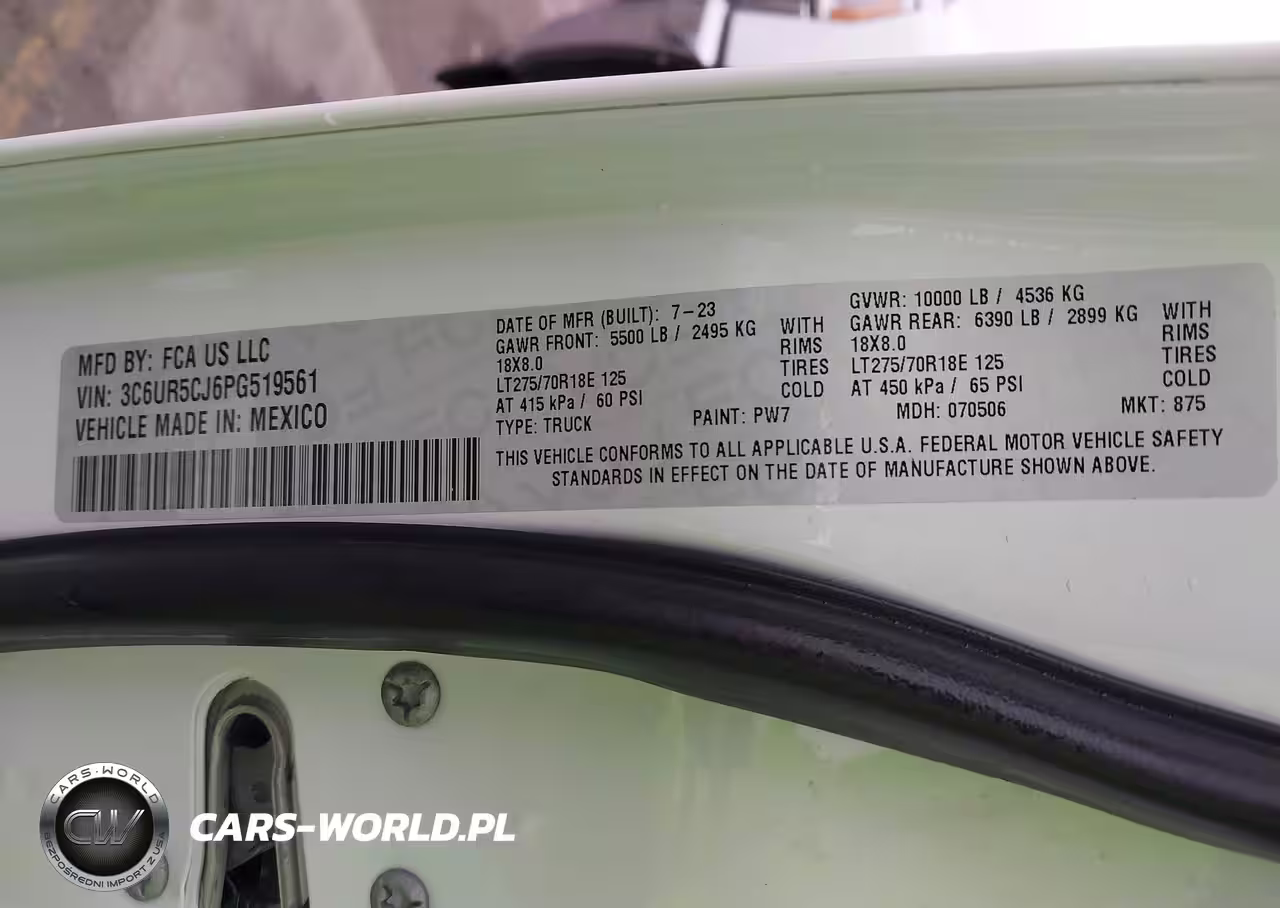 MFD BY: FCA US LLC
VIN: 3C6UR5CJ6PG519561
VEHICLE MADE IN: MEXICO
DATE OF MFR (BUILT): 7-23
GAWR FRONT: 5500 LB / 2495 KG WITH
18X8.0 RIMS
LT275/70R18E 125 TIRES
AT 415 kPa / 60 PSI COLD
TYPE: TRUCK PAINT: PW7
GVWR: 10000 LB / 4536 KG
GAWR REAR: 6390 LB / 2899 KG WITH
18X8.0 RIMS
LT275/70R18E 125 TIRES
AT 450 kPa / 65 PSI COLD
MDH: 070506 MKT: 875
THIS VEHICLE CONFORMS TO ALL APPLICABLE U.S.A. FEDERAL MOTOR VEHICLE SAFETY
STANDARDS IN EFFECT ON THE DATE OF MANUFACTURE SHOWN ABOVE.
CARS-WORLD
CW
BEZPOŚREDNI IMPORT Z USA
CARS-WORLD.PL